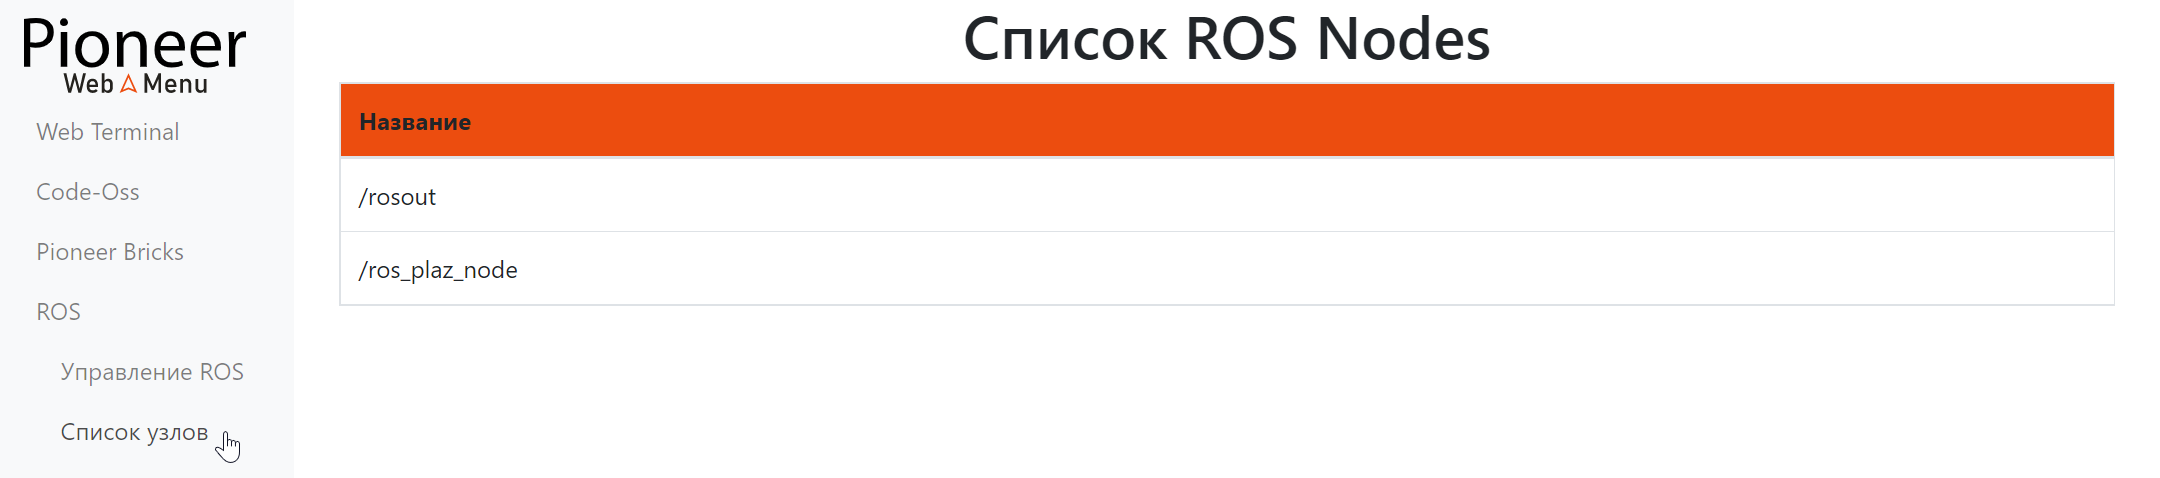 Pioneer
Web Menu
Web Terminal
Code-Oss
Pioneer Bricks
ROS
Управление ROS
Список узлов
Список ROS Nodes
Название
/rosout
/ros_plaz_node